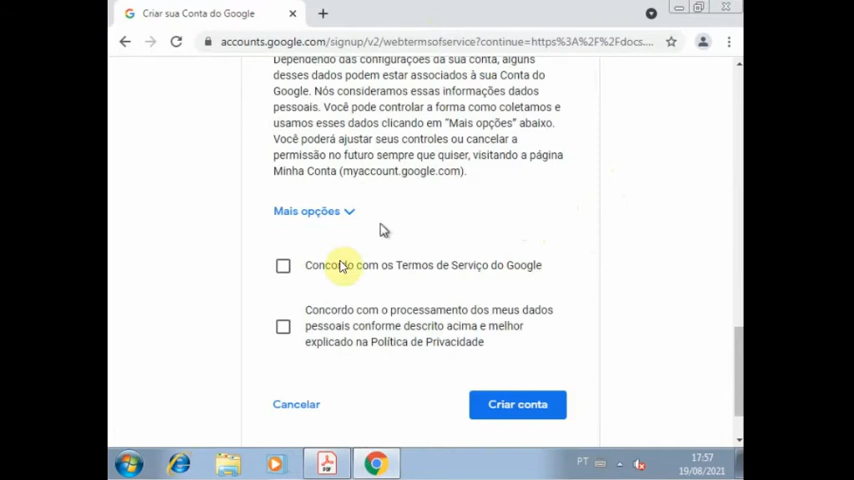 Criar sua Conta do Google
accounts.google.com/signup/v2/webtermsofservice?continue=https%3A%2F%2Fdocs....
Dependendo das configurações da sua conta, alguns
desses dados podem estar associados à sua Conta do
Google. Nós consideramos essas informações dados
pessoais. Você pode controlar a forma como coletamos e
usamos esses dados clicando em “Mais opções” abaixo.
Você poderá ajustar seus controles ou cancelar a
permissão no futuro sempre que quiser, visitando a página
Minha Conta (myaccount.google.com).
Mais opções
Concordo com os Termos de Serviço do Google
Concordo com o processamento dos meus dados
pessoais conforme descrito acima e melhor
explicado na Política de Privacidade
Cancelar
Criar conta
PT
17:57
19/08/2021